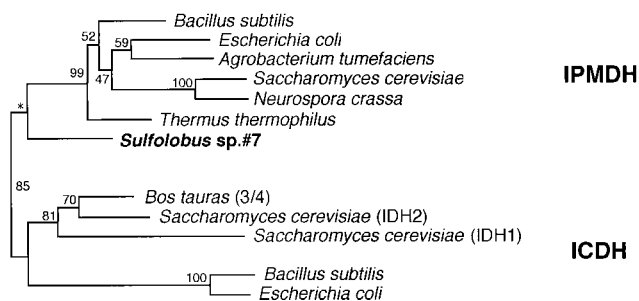 Bacillus subtilis
52
Escherichia coli
59
Agrobacterium tumefaciens
99
47
Saccharomyces cerevisiae
100
IPMDH
Neurospora crassa
*
Thermus thermophilus
Sulfolobus sp.#7
85
Bos tauras (3/4)
70
Saccharomyces cerevisiae (IDH2)
81
Saccharomyces cerevisiae (IDH1)
ICDH
Bacillus subtilis
100
Escherichia coli